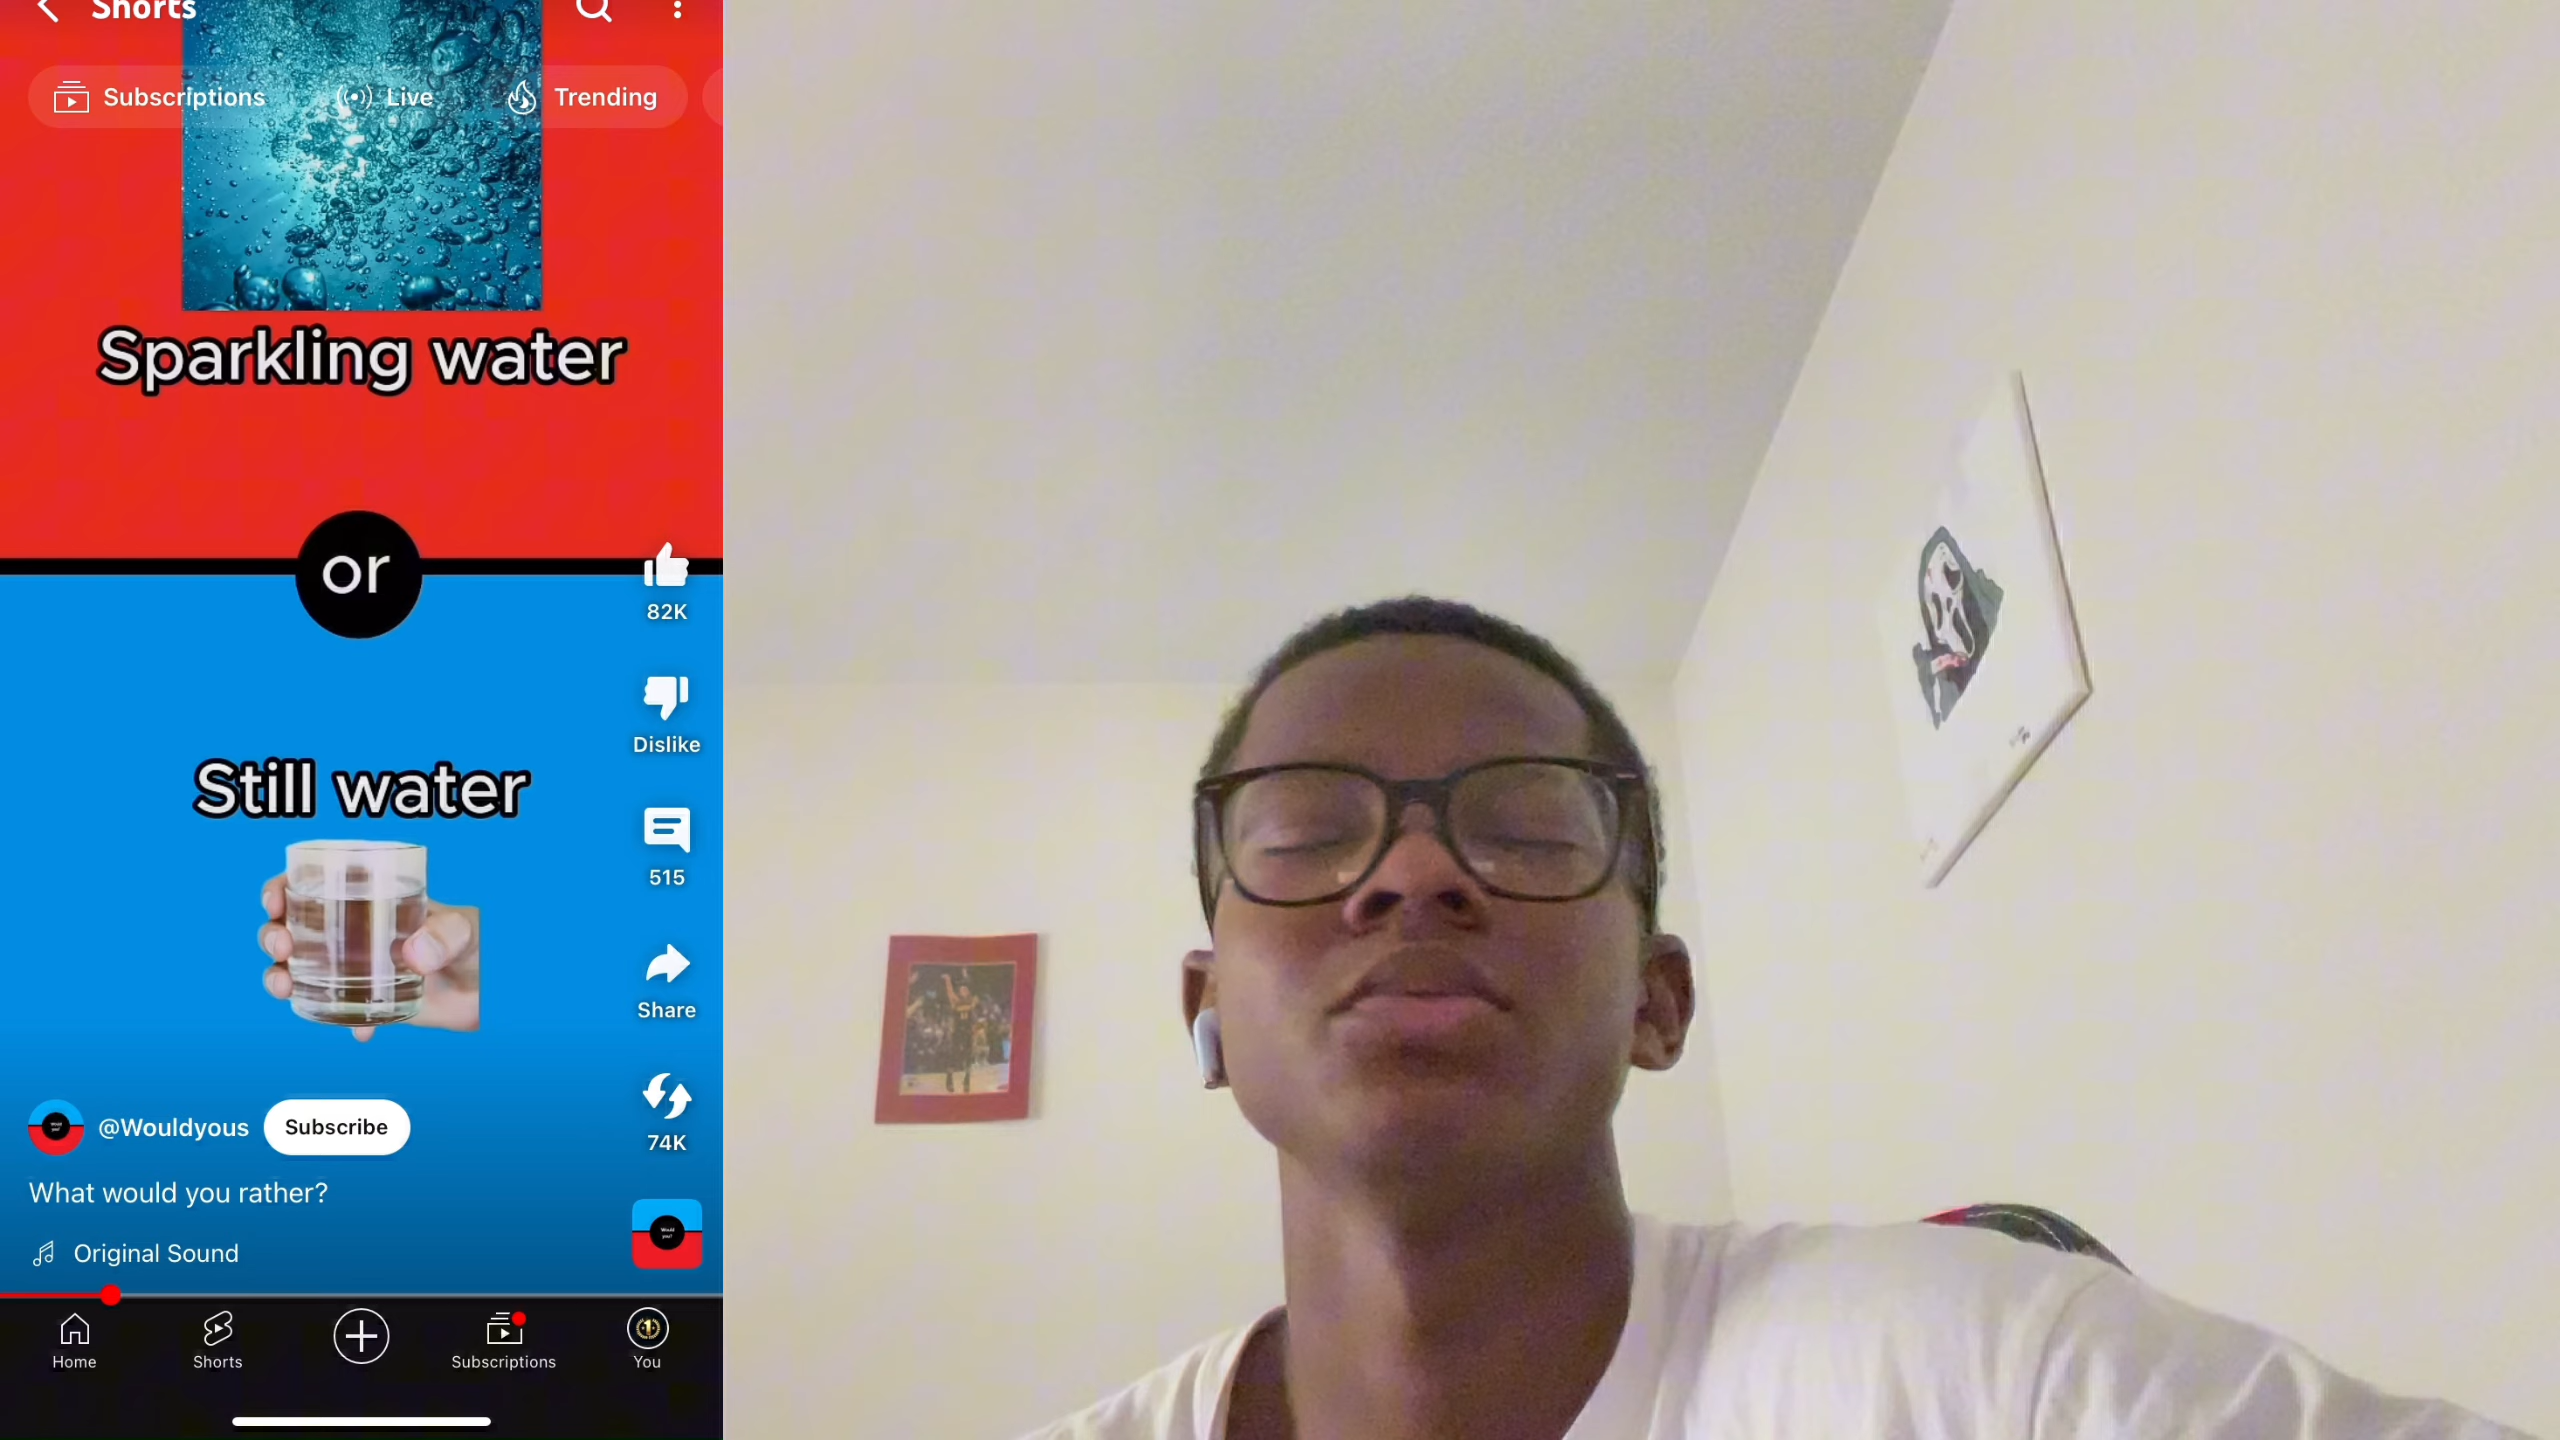 Shorts
Subscriptions
Live
Trending
Sparkling water
or
82K
Dislike
Still water
515
Share
@Wouldyous
Subscribe
74K
What would you rather?
Original Sound
Home
Shorts
Subscriptions
You